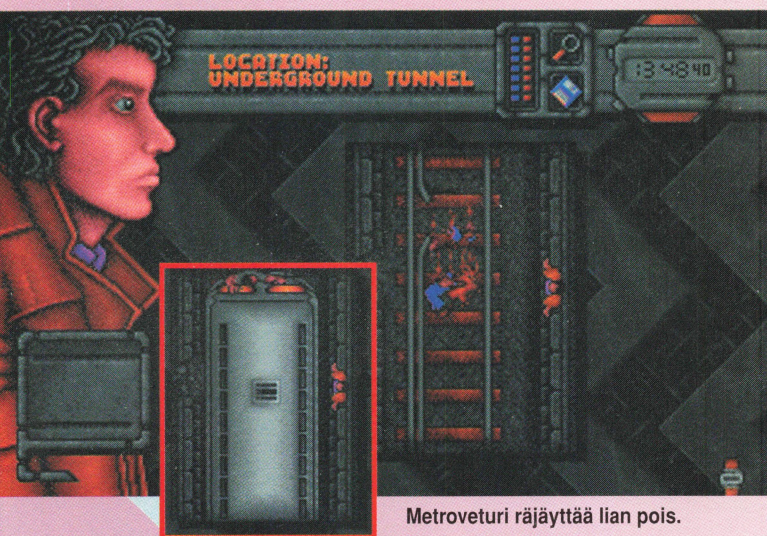 LOCATION:
UNDERGROUND TUNNEL
13 48 40
Metroveturi räjäyttää lian pois.